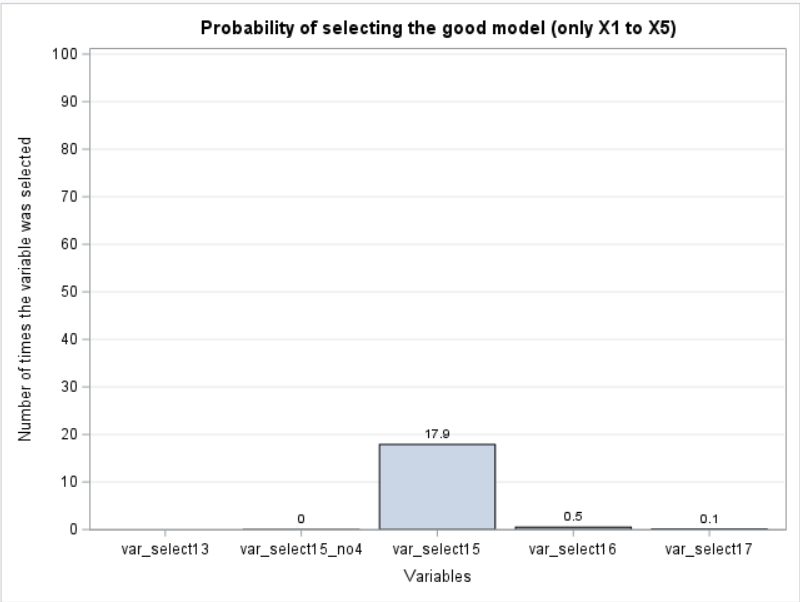 Probability of selecting the good model (only X1 to X5)
Number of times the variable was selected
100
90
80
70
60
50
40
30
20
10
0
0
17.9
0.5
0.1
var_select13
var_select15_no4
var_select15
var_select16
var_select17
Variables